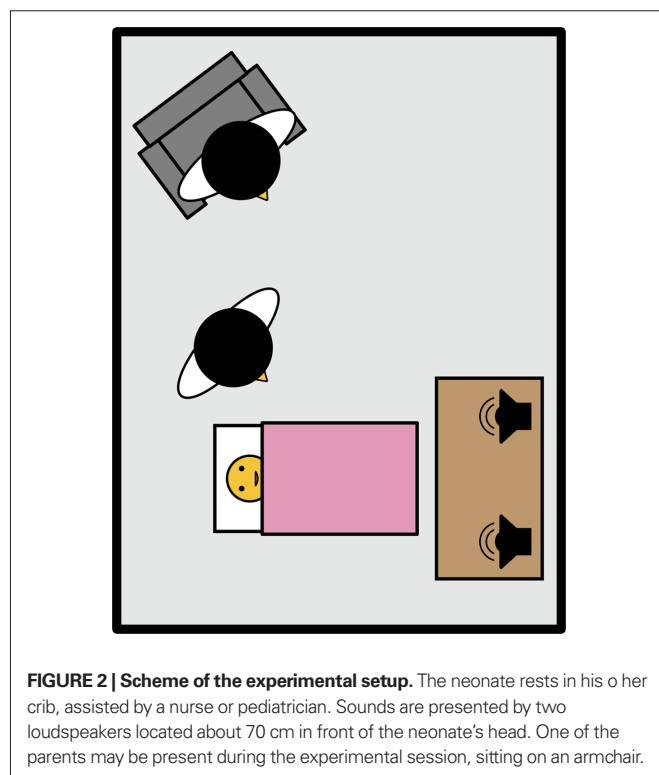 FIGURE 2 | Scheme of the experimental setup. The neonate rests in his o her
crib, assisted by a nurse or pediatrician. Sounds are presented by two
loudspeakers located about 70 cm in front of the neonate’s head. One of the
parents may be present during the experimental session, sitting on an armchair.